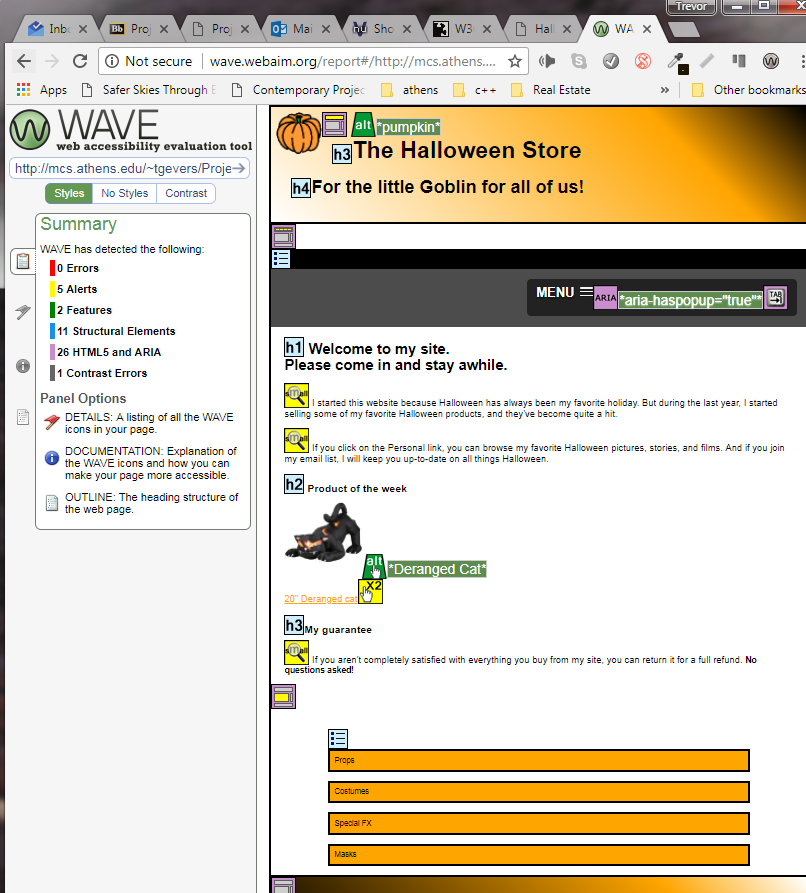 Trevor
Inb
Proj
Proj
Mai
Sho
W3
Hall
WA
Not secure
wave.webaim.org/report#/http://mcs.athens....
Apps
Safer Skies Through E
Contemporary Projec
athens
c++
Real Estate
»
Other bookmarks
WAVE
web accessibility evaluation tool
http://mcs.athens.edu/~tgevers/Proje
Styles
No Styles
Contrast
Summary
WAVE has detected the following:
0 Errors
5 Alerts
2 Features
11 Structural Elements
26 HTML5 and ARIA
1 Contrast Errors
Panel Options
DETAILS: A listing of all the WAVE
icons in your page.
DOCUMENTATION: Explanation of
the WAVE icons and how you can
make your page more accessible.
OUTLINE: The heading structure of
the web page.
alt *pumpkin*
h3 The Halloween Store
h4 For the little Goblin for all of us!
MENU ARIA *aria-haspopup="true"* TAB
h1 Welcome to my site.
Please come in and stay awhile.
small I started this website because Halloween has always been my favorite holiday. But during the last year, I started
selling some of my favorite Halloween products, and they've become quite a hit.
small If you click on the Personal link, you can browse my favorite Halloween pictures, stories, and films. And if you join
my email list, I will keep you up-to-date on all things Halloween.
h2 Product of the week
alt *Deranged Cat*
20" Deranged cat X2
h3 My guarantee
small If you aren't completely satisfied with everything you buy from my site, you can return it for a full refund. No
questions asked!
Props
Costumes
Special FX
Masks